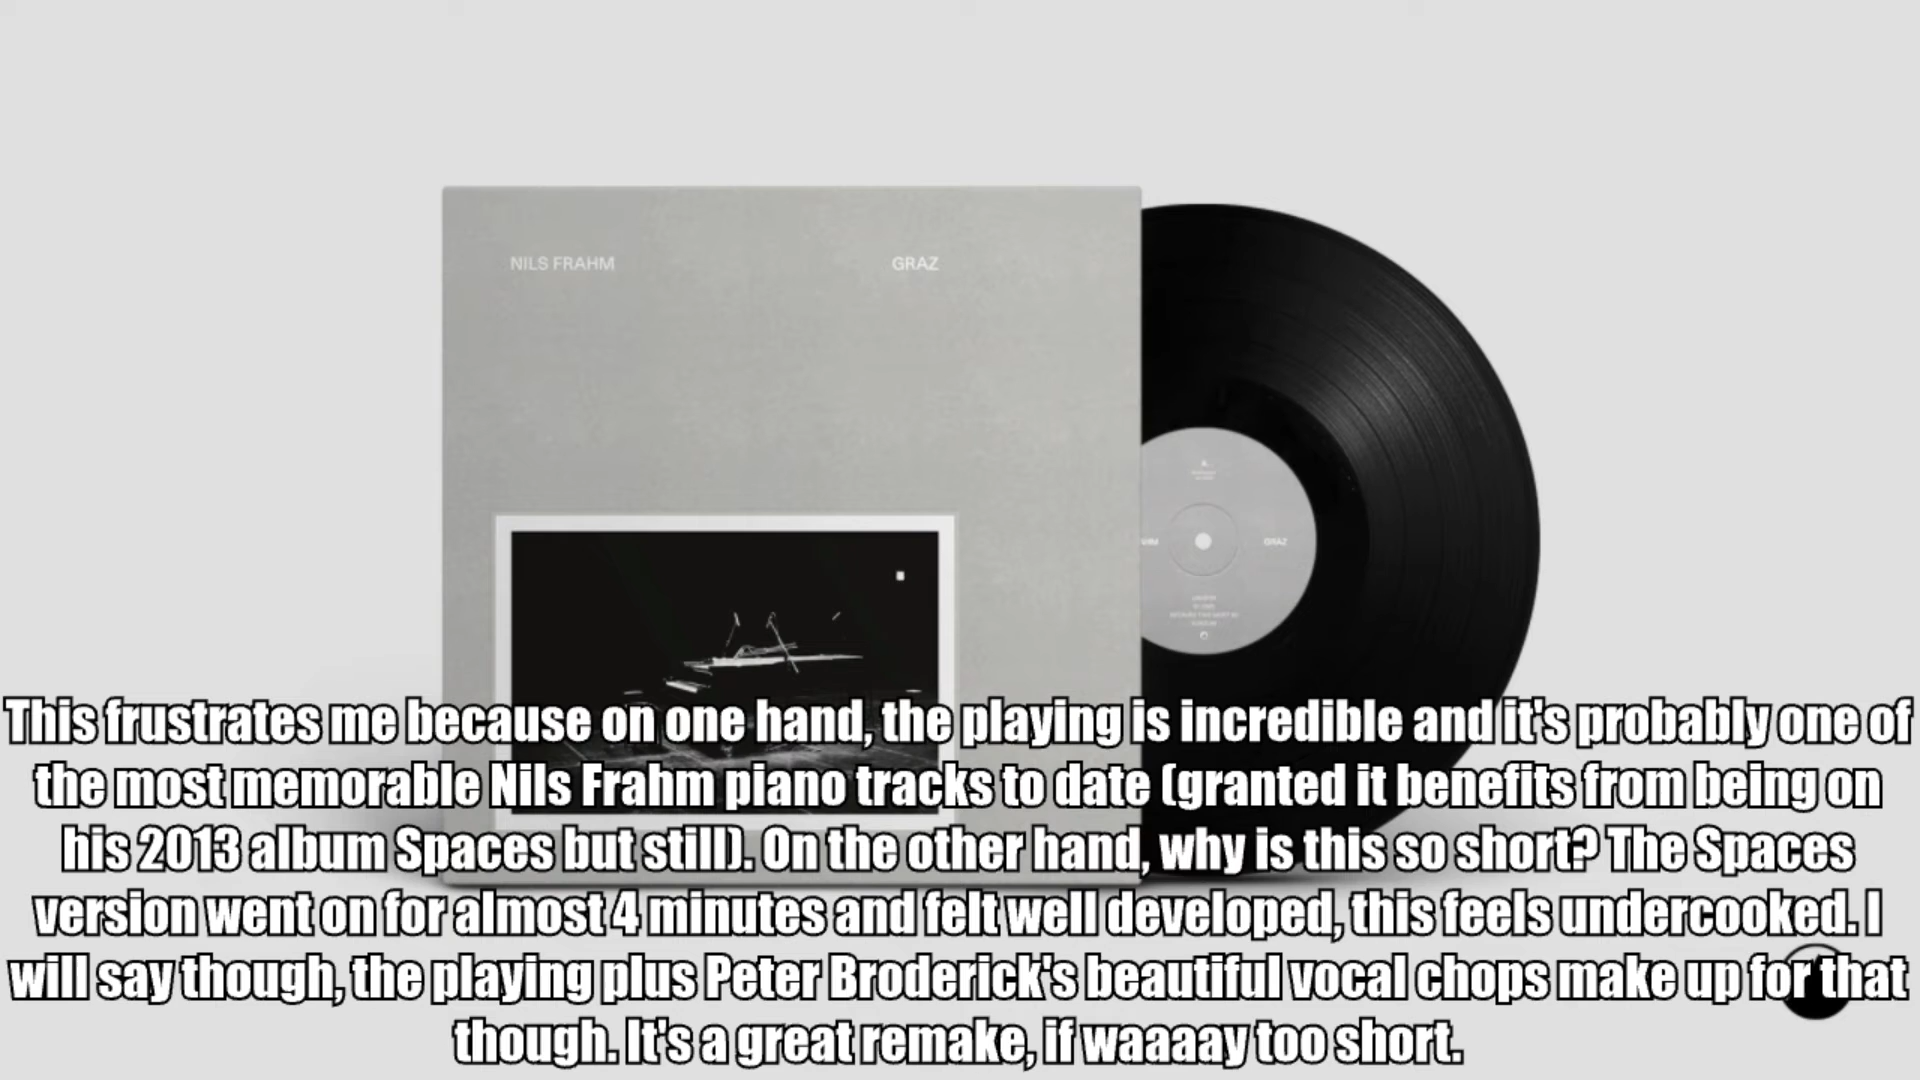 NILS FRAHM
GRAZ
GRAZ
This frustrates me because on one hand, the playing is incredible and it's probably one of
the most memorable Nils Frahm piano tracks to date (granted it benefits from being on
his 2013 album Spaces but still). On the other hand, why is this so short? The Spaces
version went on for almost 4 minutes and felt well developed, this feels undercooked. I
will say though, the playing plus Peter Broderick's beautiful vocal chops make up for that
though. It's a great remake, if waaaay too short.